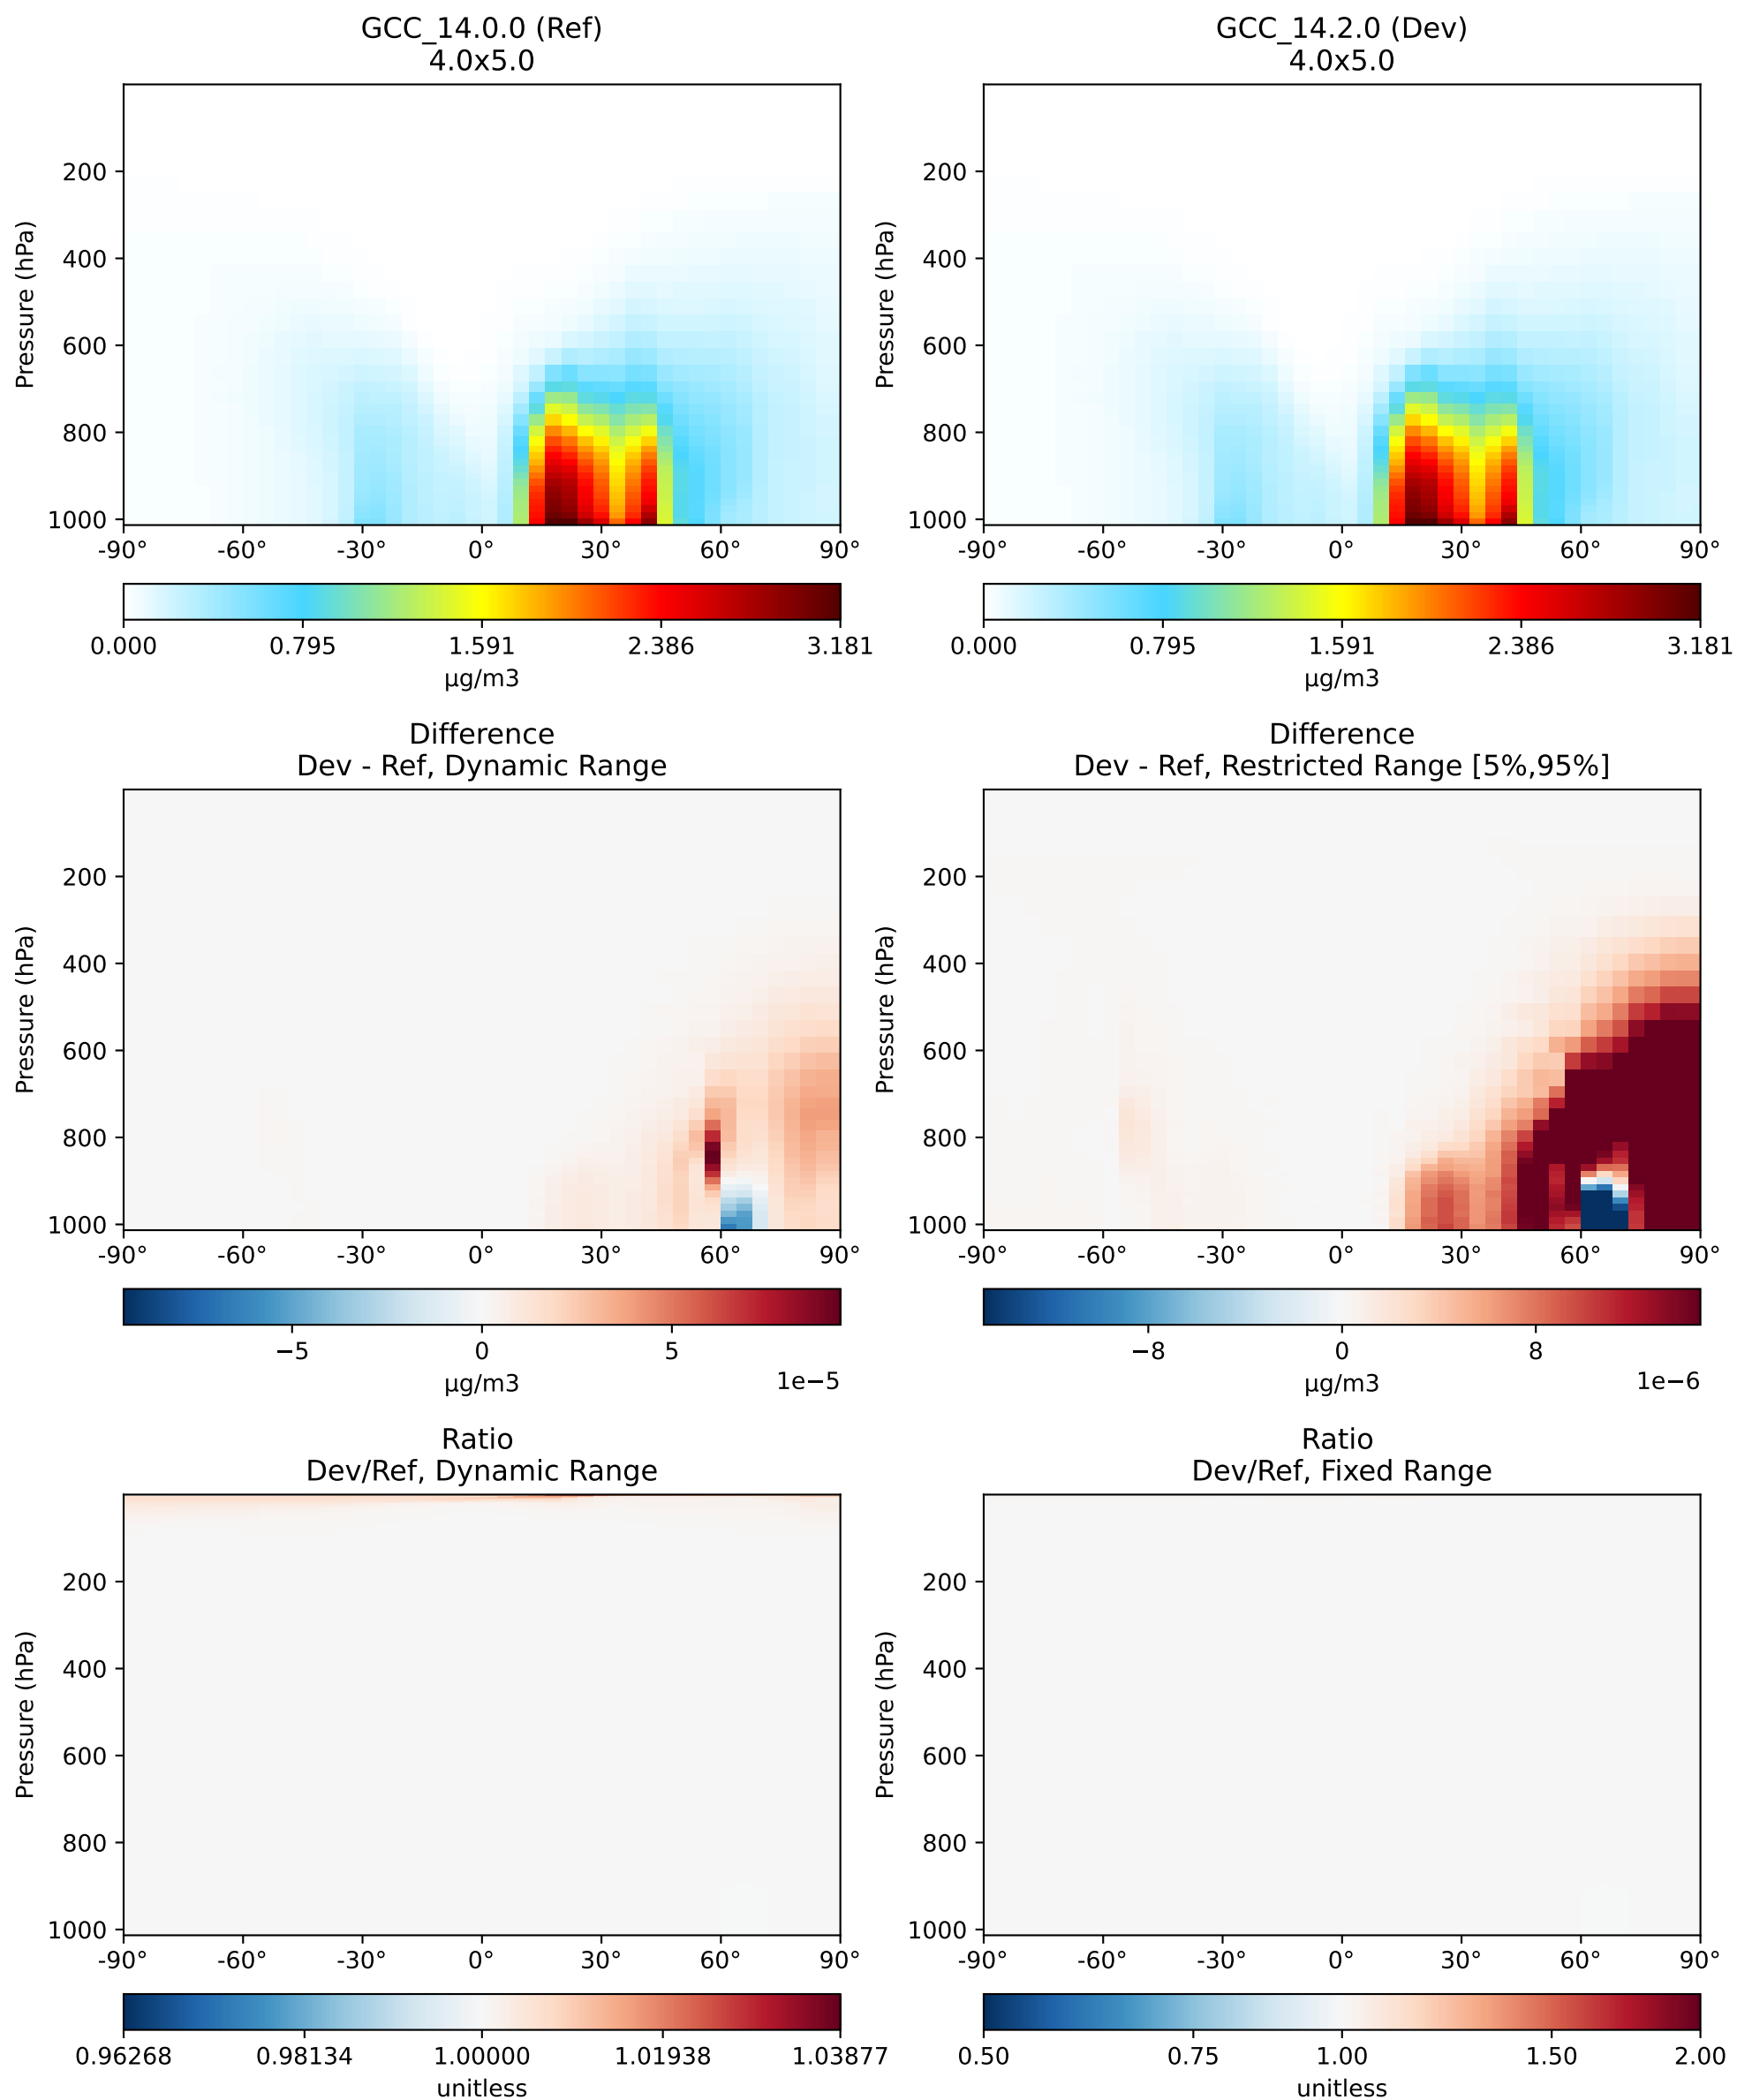 GCC_14.0.0 (Ref)
4.0x5.0
Pressure (hPa)
200
400
600
800
1000
-90° -60° -30° 0° 30° 60° 90°
0.000 0.795 1.591 2.386 3.181
μg/m3
GCC_14.2.0 (Dev)
4.0x5.0
Pressure (hPa)
200
400
600
800
1000
-90° -60° -30° 0° 30° 60° 90°
0.000 0.795 1.591 2.386 3.181
μg/m3
Difference
Dev - Ref, Dynamic Range
Pressure (hPa)
200
400
600
800
1000
-90° -60° -30° 0° 30° 60° 90°
−5 0 5
μg/m3 1e−5
Difference
Dev - Ref, Restricted Range [5%,95%]
Pressure (hPa)
200
400
600
800
1000
-90° -60° -30° 0° 30° 60° 90°
−8 0 8
μg/m3 1e−6
Ratio
Dev/Ref, Dynamic Range
Pressure (hPa)
200
400
600
800
1000
-90° -60° -30° 0° 30° 60° 90°
0.96268 0.98134 1.00000 1.01938 1.03877
unitless
Ratio
Dev/Ref, Fixed Range
Pressure (hPa)
200
400
600
800
1000
-90° -60° -30° 0° 30° 60° 90°
0.50 0.75 1.00 1.50 2.00
unitless